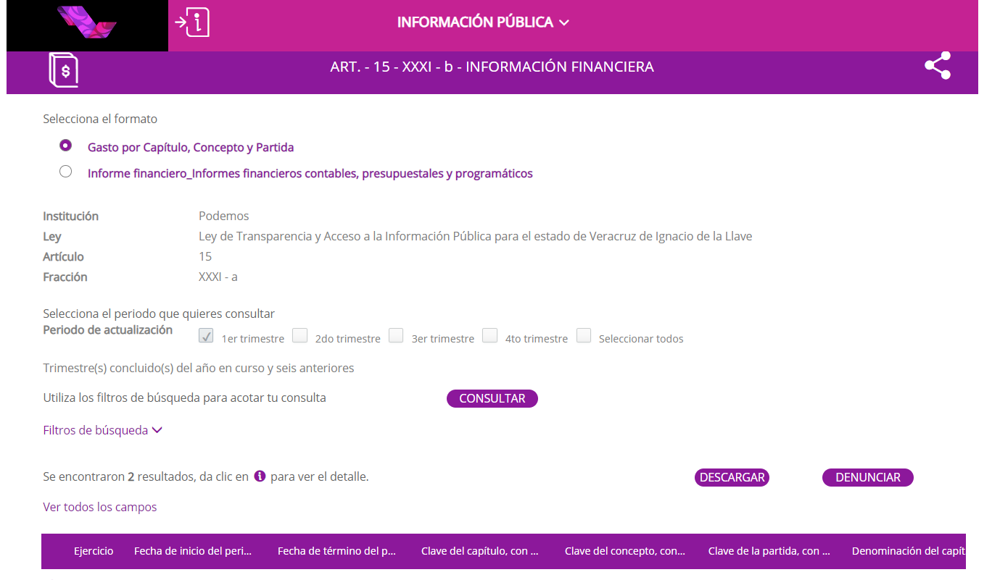 INFORMACIÓN PÚBLICA
ART. - 15 - XXXI - b - INFORMACIÓN FINANCIERA
Selecciona el formato
Gasto por Capítulo, Concepto y Partida
Informe financiero_Informes financieros contables, presupuestales y programáticos
Institución Podemos
Ley Ley de Transparencia y Acceso a la Información Pública para el estado de Veracruz de Ignacio de la Llave
Artículo 15
Fracción XXXI - a
Selecciona el periodo que quieres consultar
Periodo de actualización 1er trimestre 2do trimestre 3er trimestre 4to trimestre Seleccionar todos
Trimestre(s) concluido(s) del año en curso y seis anteriores
Utiliza los filtros de búsqueda para acotar tu consulta CONSULTAR
Filtros de búsqueda
Se encontraron 2 resultados, da clic en i para ver el detalle. DESCARGAR DENUNCIAR
Ver todos los campos
Ejercicio Fecha de inicio del peri... Fecha de término del p... Clave del capítulo, con ... Clave del concepto, con... Clave de la partida, con ... Denominación del capít